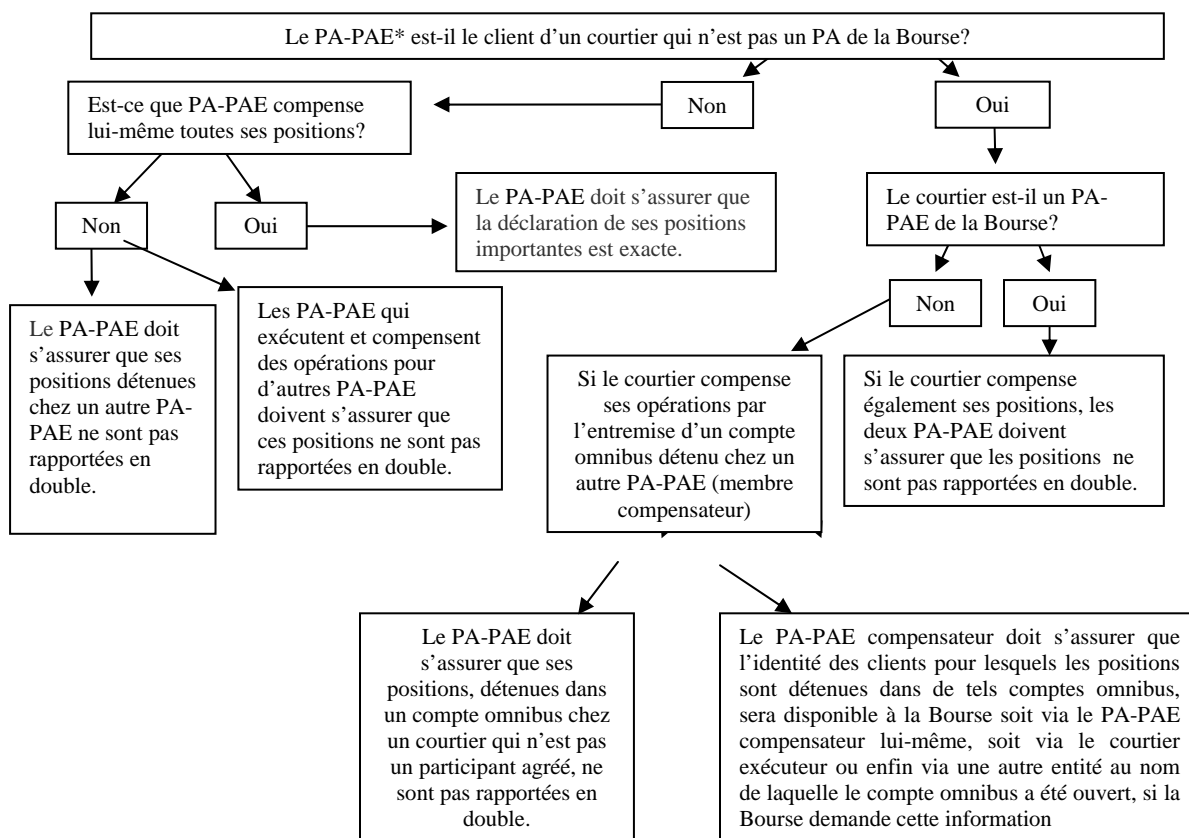 Le PA-PAE* est-il le client d’un courtier qui n’est pas un PA de la Bourse?
Est-ce que PA-PAE compense
lui-même toutes ses positions?
Non
Oui
Non
Oui
Le PA-PAE doit s’assurer que
la déclaration de ses positions
importantes est exacte.
Le courtier est-il un PA-
PAE de la Bourse?
Non
Oui
Le PA-PAE doit
s’assurer que ses
positions détenues
chez un autre PA-
PAE ne sont pas
rapportées en
double.
Les PA-PAE qui
exécutent et compensent
des opérations pour
d’autres PA-PAE
doivent s’assurer que
ces positions ne sont pas
rapportées en double.
Si le courtier compense
ses opérations par
l’entremise d’un compte
omnibus détenu chez un
autre PA-PAE (membre
compensateur)
Si le courtier compense
également ses positions, les
deux PA-PAE doivent
s’assurer que les positions ne
sont pas rapportées en double.
Le PA-PAE doit
s’assurer que ses
positions, détenues dans
un compte omnibus chez
un courtier qui n’est pas
un participant agréé, ne
sont pas rapportées en
double.
Le PA-PAE compensateur doit s’assurer que
l’identité des clients pour lesquels les positions
sont détenues dans de tels comptes omnibus,
sera disponible à la Bourse soit via le PA-PAE
compensateur lui-même, soit via le courtier
exécuteur ou enfin via une autre entité au nom
de laquelle le compte omnibus a été ouvert, si la
Bourse demande cette information